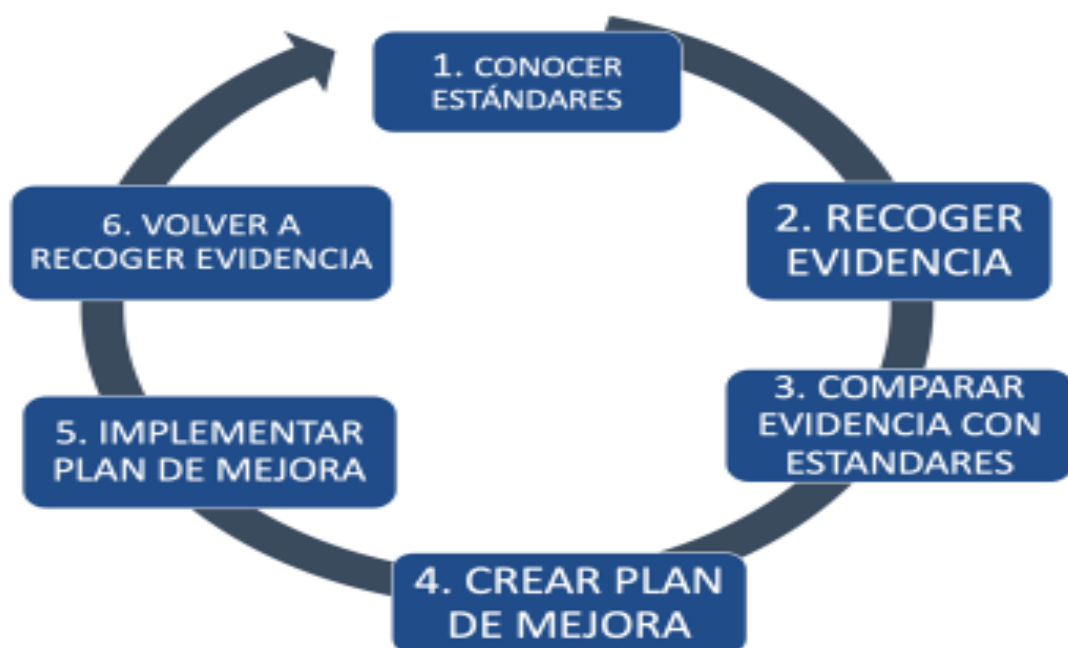 1. CONOCER
ESTÁNDARES
2. RECOGER
EVIDENCIA
3. COMPARAR
EVIDENCIA CON
ESTANDARES
4. CREAR PLAN
DE MEJORA
5. IMPLEMENTAR
PLAN DE MEJORA
6. VOLVER A
RECOGER EVIDENCIA